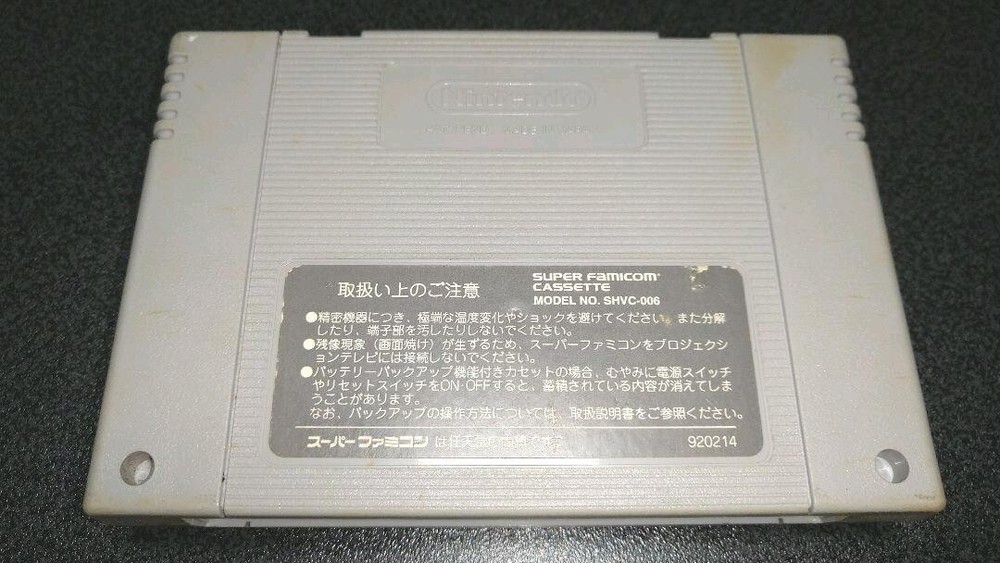 Nintendo
MADE IN JAPAN
取扱い上のご注意
SUPER FAMICOM
CASSETTE
MODEL NO. SHVC-006
●精密機器につき、極端な温度変化やショックを避けてください。また分解
したり、端子部を汚したりしないでください。
●残像現象（画面焼け）が生ずるため、スーパーファミコンをプロジェクシ
ョンテレビには接続しないでください。
●バッテリーバックアップ機能付きカセットの場合、むやみに電源スイッチ
やリセットスイッチをON・OFFすると、蓄積されている内容が消えてしま
うことがあります。
なお、バックアップの操作方法については、取扱説明書をご参照ください。
スーパーファミコンは任天
920214